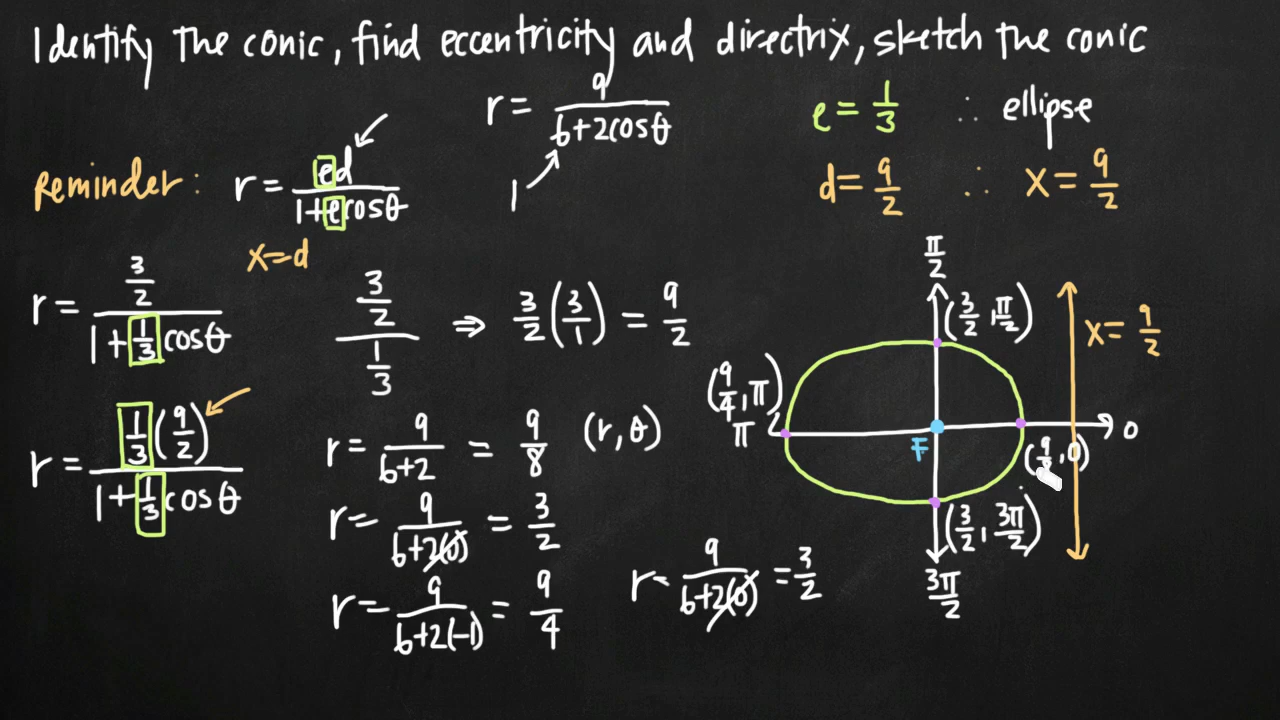 Identify the conic, find eccentricity and directrix, sketch the conic
r = 9/(6+2cosθ)
1
e = 1/3 ∴ ellipse
d = 9/2 ∴ x = 9/2
Reminder: r = ed/(1+ecosθ)
x=d
r = (3/2)/(1+(1/3)cosθ)
(3/2)/(1/3) ⇒ 3/2(3/1) = 9/2
r = (1/3)(9/2)/(1+(1/3)cosθ)
r = 9/(6+2) = 9/8 (r, θ)
r = 9/(6+2(0)) = 3/2
r = 9/(6+2(-1)) = 9/4
r = 9/(6+2(0)) = 3/2
π/2
(3/2, π/2)
x = 9/2
(9/4, π)
π
F
0
(9/8, 0)
(3/2, 3π/2)
3π/2